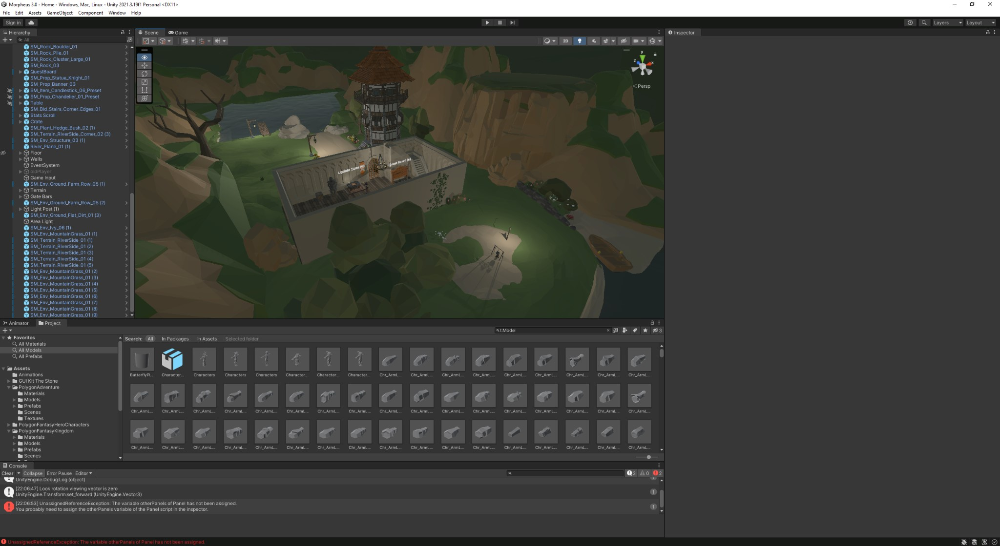 Morpheus 3.0 - Home - Windows, Mac, Linux - Unity 2021.3.19f1 Personal <DX11>
File Edit Assets GameObject Component Window Help
Sign in
Layers Layout
Hierarchy
All
SM_Rock_Boulder_01
SM_Rock_Pile_01
SM_Rock_Cluster_Large_01
SM_Rock_03
QuestBoard
SM_Prop_Statue_Knight_01
SM_Prop_Banner_03
SM_Item_Candlestick_06_Preset
SM_Prop_Chandelier_01_Preset
Table
SM_Bld_Stairs_Corner_Edges_01
Stats Scroll
Crate
SM_Plant_Hedge_Bush_02 (1)
SM_Terrain_RiverSide_Corner_02 (3)
SM_Env_Structure_03 (1)
River_Plane_01 (1)
Floor
Walls
EventSystem
oldPlayer
Game Input
SM_Env_Ground_Farm_Row_05 (1)
Terrain
Gate Bars
SM_Env_Ground_Farm_Row_05 (2)
Light Post (1)
SM_Env_Ground_Flat_Dirt_01 (3)
Area Light
SM_Env_Ivy_06 (1)
SM_Env_MountainGrass_01 (1)
SM_Terrain_RiverSide_01 (1)
SM_Terrain_RiverSide_01 (2)
SM_Terrain_RiverSide_01 (3)
SM_Terrain_RiverSide_01 (4)
SM_Terrain_RiverSide_01 (5)
SM_Env_MountainGrass_01 (2)
SM_Env_MountainGrass_01 (3)
SM_Env_MountainGrass_01 (4)
SM_Env_MountainGrass_01 (5)
SM_Env_MountainGrass_01 (6)
SM_Env_MountainGrass_01 (7)
SM_Env_MountainGrass_01 (8)
SM_Env_MountainGrass_01 (9)
Scene Game
2D
y
z x
Persp
Update Stats (e)
Quest Board (e)
Inspector
Animator Project
t:Model
3
Favorites
All Materials
All Models
All Prefabs
Assets
Animations
GUI Kit The Stone
PolygonAdventure
Materials
Models
Prefabs
Scenes
Textures
PolygonFantasyHeroCharacters
PolygonFantasyKingdom
Materials
Models
Prefabs
Scenes
Search: All In Packages In Assets Selected folder
ButterflyPi... Character... Characters Characters Characters Character... Character... Character... Chr_ArmL... Chr_ArmL... Chr_ArmL... Chr_ArmL... Chr_ArmL... Chr_ArmL... Chr_ArmL... Chr_ArmL... Chr_ArmL...
Chr_ArmL... Chr_ArmL... Chr_ArmL... Chr_ArmL... Chr_ArmL... Chr_ArmL... Chr_ArmL... Chr_ArmL... Chr_ArmL... Chr_ArmL... Chr_ArmL... Chr_ArmL... Chr_ArmL... Chr_ArmL... Chr_ArmL... Chr_ArmL... Chr_ArmL...
Chr_ArmL... Chr_ArmL... Chr_ArmL... Chr_ArmL... Chr_ArmL... Chr_ArmL... Chr_ArmL... Chr_ArmL... Chr_ArmL... Chr_ArmL... Chr_ArmL... Chr_ArmL... Chr_ArmL... Chr_ArmL... Chr_ArmL... Chr_ArmL... Chr_ArmL...
Console
Clear Collapse Error Pause Editor
2 0 2
UnityEngine.Debug:Log (object)
[22:06:47] Look rotation viewing vector is zero
UnityEngine.Transform:set_forward (UnityEngine.Vector3)
1
[22:06:53] UnassignedReferenceException: The variable otherPanels of Panel has not been assigned.
You probably need to assign the otherPanels variable of the Panel script in the inspector.
1
UnassignedReferenceException: The variable otherPanels of Panel has not been assigned.